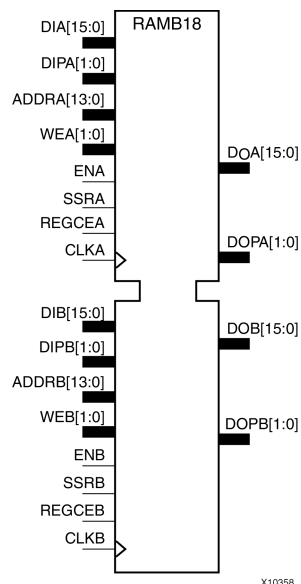 RAMB18
DIA[15:0]
DIPA[1:0]
ADDRA[13:0]
WEA[1:0]
ENA
SSRA
REGCEA
CLKA
DOA[15:0]
DOPA[1:0]
DIB[15:0]
DIPB[1:0]
ADDRB[13:0]
WEB[1:0]
ENB
SSRB
REGCEB
CLKB
DOB[15:0]
DOPB[1:0]
X10358